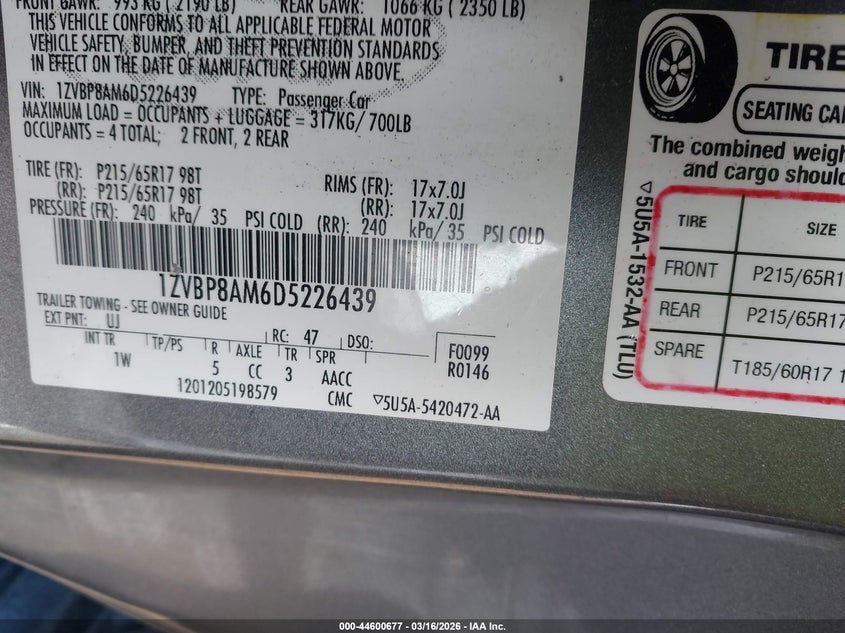 FRONT GAWR: 993 KG ( 2190 LB) REAR GAWR: 1066 KG ( 2350 LB)
THIS VEHICLE CONFORMS TO ALL APPLICABLE FEDERAL MOTOR
VEHICLE SAFETY, BUMPER, AND THEFT PREVENTION STANDARDS
IN EFFECT ON THE DATE OF MANUFACTURE SHOWN ABOVE.
VIN: 1ZVBP8AM6D5226439 TYPE: Passenger Car
MAXIMUM LOAD = OCCUPANTS + LUGGAGE = 317KG/ 700LB
OCCUPANTS = 4 TOTAL; 2 FRONT, 2 REAR
TIRE (FR): P215/65R17 98T RIMS (FR): 17x7.0J
(RR): P215/65R17 98T (RR): 17x7.0J
PRESSURE (FR): 240 kPa/ 35 PSI COLD (RR): 240 kPa/ 35 PSI COLD
1ZVBP8AM6D5226439
TRAILER TOWING - SEE OWNER GUIDE
EXT PNT: UJ RC: 47 DSO: F0099
INT TR TP/PS R AXLE TR SPR R0146
1W 5 CC 3 AACC
1201205198579 CMC ▽5U5A-5420472-AA
TIRE
SEATING CA
The combined weigh
and cargo should
▽5U5A-1532-AA (TLU)
TIRE SIZE
FRONT P215/65R1
REAR P215/65R17
SPARE T185/60R17 1
000-44600677 — 03/16/2026 — IAA Inc.